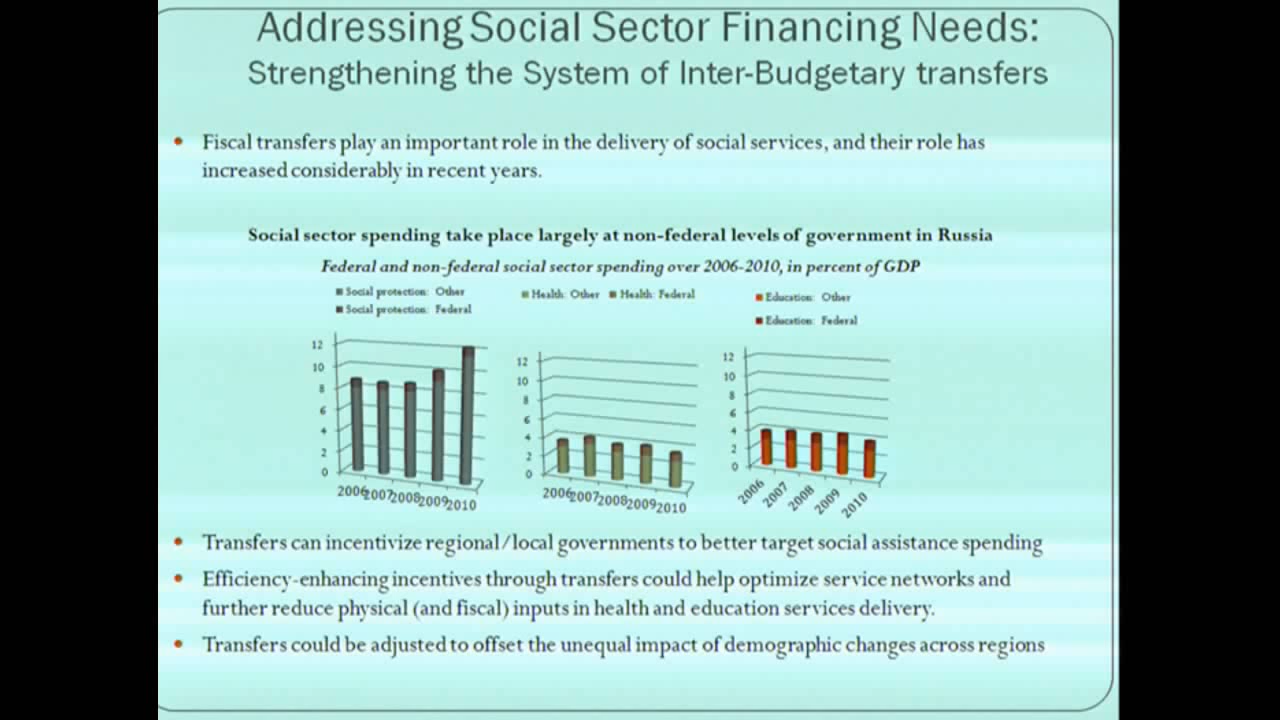 Addressing Social Sector Financing Needs:
Strengthening the System of Inter-Budgetary transfers
• Fiscal transfers play an important role in the delivery of social services, and their role has
increased considerably in recent years.
Social sector spending take place largely at non-federal levels of government in Russia
Federal and non-federal social sector spending over 2006-2010, in percent of GDP
Social protection: Other
Social protection: Federal
12
10
8
6
4
2
0
2006 2007 2008 2009 2010
Health: Other Health: Federal
12
10
8
6
4
2
0
2006 2007 2008 2009 2010
Education: Other
Education: Federal
12
10
8
6
4
2
0
2006 2007 2008 2009 2010
• Transfers can incentivize regional/local governments to better target social assistance spending
• Efficiency-enhancing incentives through transfers could help optimize service networks and
further reduce physical (and fiscal) inputs in health and education services delivery.
• Transfers could be adjusted to offset the unequal impact of demographic changes across regions